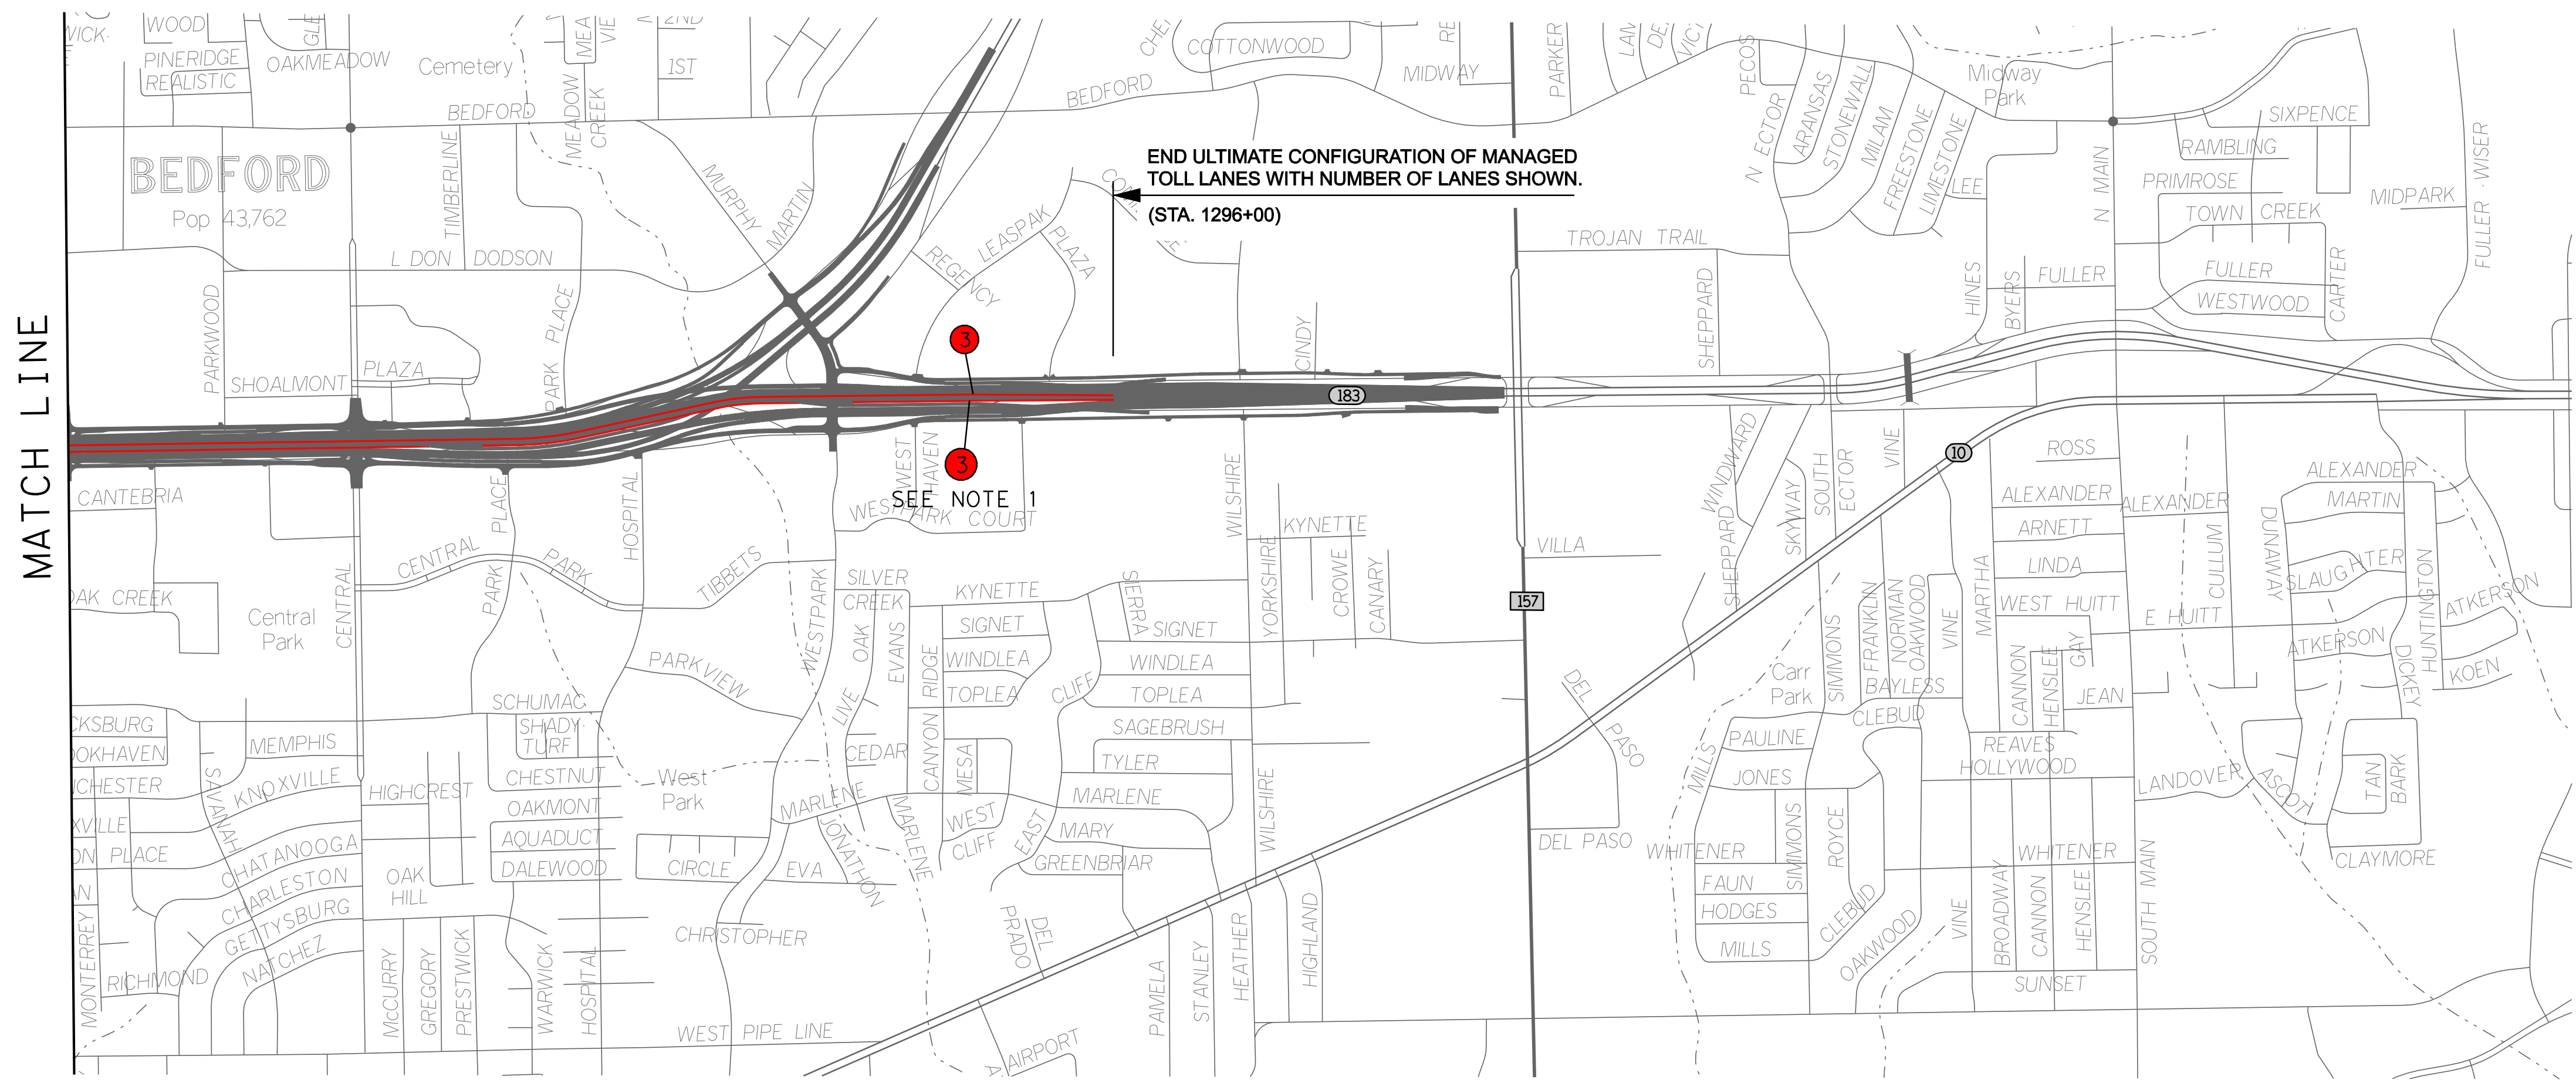 WOOD
PINERIDGE
REALISTIC
OAKMEADOW
Cemetery
2ND
1ST
MEADOW
CREEK
BEDFORD
BEDFORD
Pop 43,762
TIMBERLINE
L DON DODSON
PARKWOOD
SHOALMONT
PLAZA
PARK PLACE
MURPHY
MARTIN
COTTONWOOD
BEDFORD
MIDWAY
PARKER
PECOS
END ULTIMATE CONFIGURATION OF MANAGED
TOLL LANES WITH NUMBER OF LANES SHOWN.
(STA. 1296+00)
LEASPAK
REGENCY
PLAZA
3
3
SEE NOTE 1
183
CINDY
TROJAN TRAIL
SHEPPARD
N ECTOR
ARANSAS
STONEWALL
MILAM
FREESTONE
LIMESTONE
LEE
Midway
Park
N MAIN
SIXPENCE
RAMBLING
PRIMROSE
TOWN CREEK
MIDPARK
FULLER-WISER
HINES
BYERS
FULLER
FULLER
WESTWOOD
CARTER
MATCH LINE
CANTEBRIA
OAK CREEK
Central
Park
CENTRAL
CENTRAL
PARK
PARK
PLACE
HOSPITAL
TIBBETS
WEST
HAVEN
WESTPARK COURT
WESTPARK
WILSHIRE
KYNETTE
YORKSHIRE
CROWE
CANARY
VILLA
157
SILVER
CREEK
KYNETTE
SIERRA
SIGNET
SIGNET
WINDLEA
WINDLEA
TOPLEA
TOPLEA
LIVE
OAK
EVANS
CANYON RIDGE
CLIFF
SAGEBRUSH
TYLER
MESA
CEDAR
MARLENE
MARLENE
MARLENE
WEST
CLIFF
EAST
MARY
GREENBRIAR
WILSHIRE
PARKVIEW
SCHUMAC
SHADY
TURF
CHESTNUT
OAKMONT
AQUADUCT
DALEWOOD
West
Park
CIRCLE
EVA
JONATHON
CHRISTOPHER
MEMPHIS
KNOXVILLE
SAVANAH
CHATANOOGA
CHARLESTON
GETTYSBURG
NATCHEZ
RICHMOND
MONTERREY
HIGHCREST
OAK
HILL
McCURRY
GREGORY
PRESTWICK
WARWICK
HOSPITAL
WEST PIPE LINE
DEL
PRADO
AIRPORT
PAMELA
STANLEY
HEATHER
HIGHLAND
DEL
PASO
DEL PASO
WINDWARD
SHEPPARD
SKYWAY
SOUTH
ECTOR
VINE
10
ROSS
ALEXANDER
ALEXANDER
ARNETT
LINDA
WEST HUITT
E HUITT
MARTHA
CULLUM
DUNAWAY
ALEXANDER
MARTIN
SLAUGHTER
HUNTINGTON
ATKERSON
ATKERSON
DICKEY
KOEN
FRANKLIN
NORMAN
OAKWOOD
VINE
BAYLESS
CLEBUD
SIMMONS
Carr
Park
CANNON
HENSLEE
GAY
JEAN
REAVES
HOLLYWOOD
LANDOVER
ASCOT
TAN
BARK
CLAYMORE
MILLS
PAULINE
JONES
WHITENER
FAUN
HODGES
MILLS
SIMMONS
ROYCE
CLEBUD
OAKWOOD
VINE
BROADWAY
CANNON
HENSLEE
WHITENER
SOUTH MAIN
SUNSET